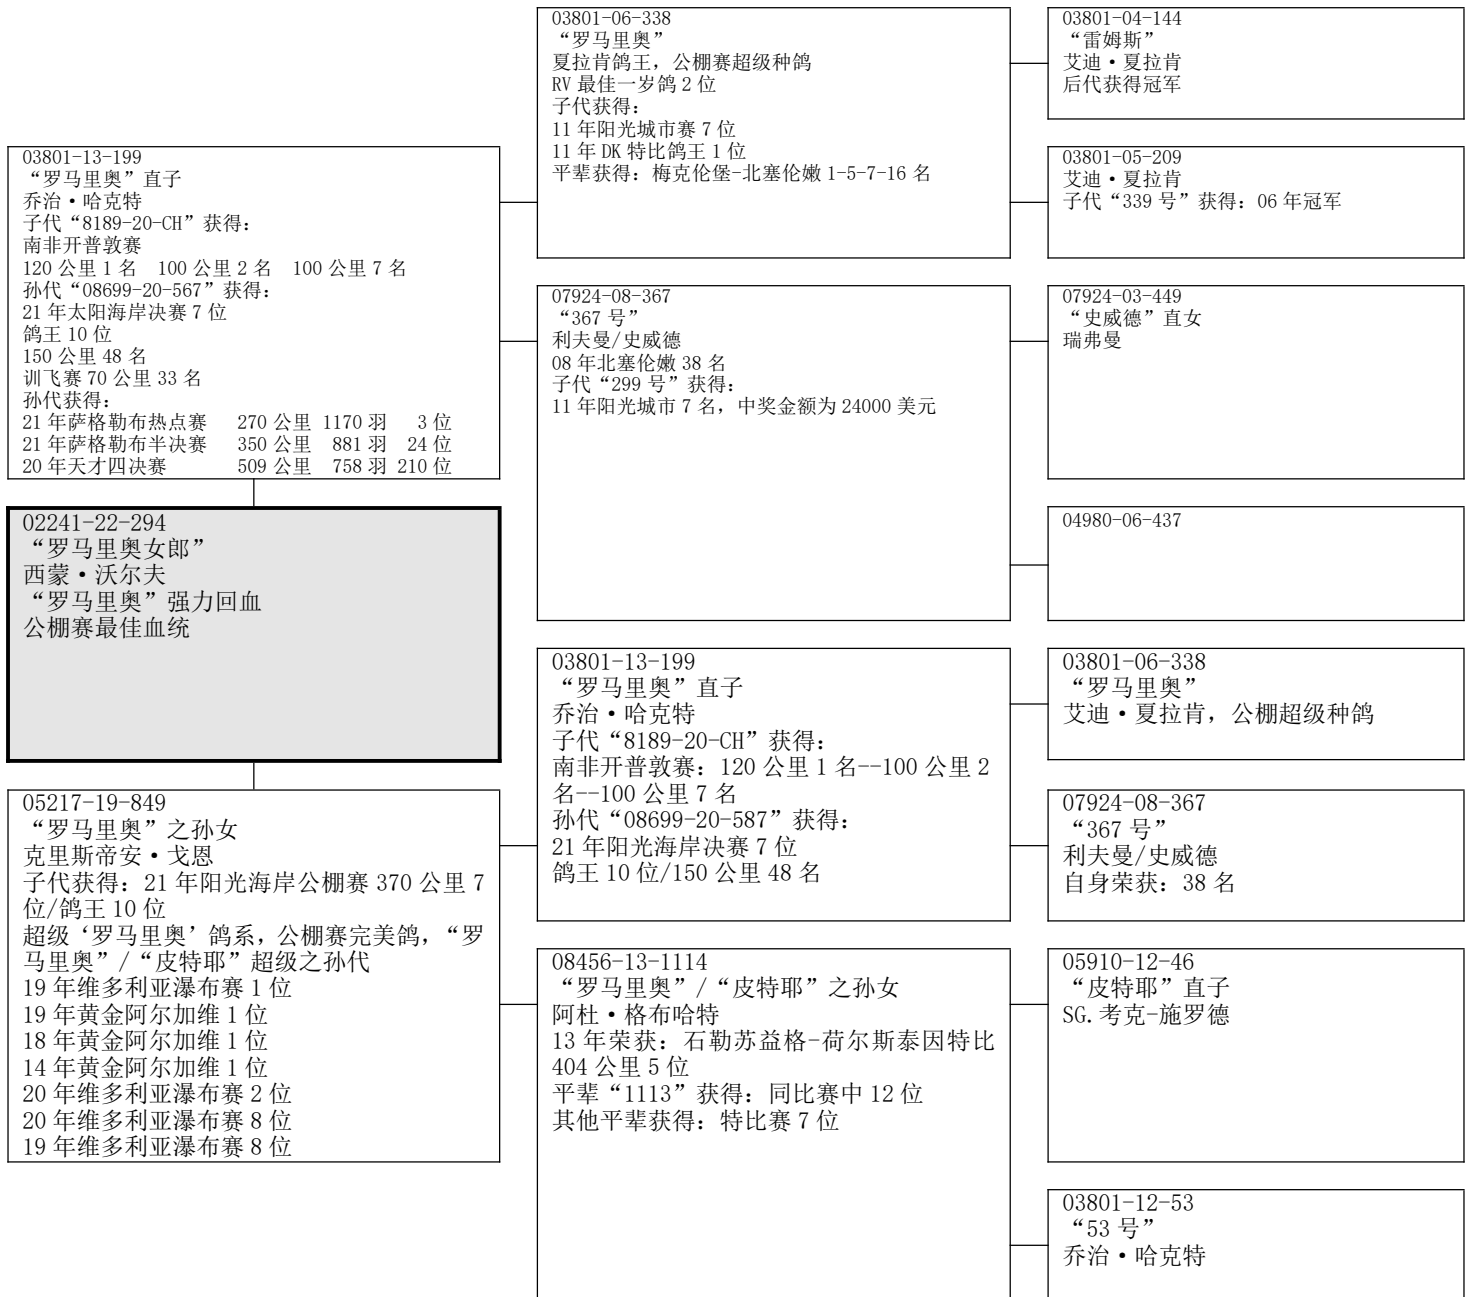 03801-13-199
“罗马里奥”直子
乔治·哈克特
子代“8189-20-CH”获得：
南非开普敦赛
120 公里 1 名 100 公里 2 名 100 公里 7 名
孙代“08699-20-567”获得：
21 年太阳海岸决赛 7 位
鸽王 10 位
150 公里 48 名
训飞赛 70 公里 33 名
孙代获得：
21 年萨格勒布热点赛 270 公里 1170 羽 3 位
21 年萨格勒布半决赛 350 公里 881 羽 24 位
20 年天才四决赛 509 公里 758 羽 210 位
02241-22-294
“罗马里奥女郎”
西蒙·沃尔夫
“罗马里奥”强力回血
公棚赛最佳血统
05217-19-849
“罗马里奥”之孙女
克里斯帝安·戈恩
子代获得：21 年阳光海岸公棚赛 370 公里 7
位/鸽王 10 位
超级‘罗马里奥’鸽系，公棚赛完美鸽，“罗
马里奥”/“皮特耶”超级之孙代
19 年维多利亚瀑布赛 1 位
19 年黄金阿尔加维 1 位
18 年黄金阿尔加维 1 位
14 年黄金阿尔加维 1 位
20 年维多利亚瀑布赛 2 位
20 年维多利亚瀑布赛 8 位
19 年维多利亚瀑布赛 8 位
03801-06-338
“罗马里奥”
夏拉肯鸽王，公棚赛超级种鸽
RV 最佳一岁鸽 2 位
子代获得：
11 年阳光城市赛 7 位
11 年 DK 特比鸽王 1 位
平辈获得：梅克伦堡-北塞伦嫩 1-5-7-16 名
07924-08-367
“367 号”
利夫曼/史威德
08 年北塞伦嫩 38 名
子代“299 号”获得：
11 年阳光城市 7 名，中奖金额为 24000 美元
03801-13-199
“罗马里奥”直子
乔治·哈克特
子代“8189-20-CH”获得：
南非开普敦赛：120 公里 1 名--100 公里 2
名--100 公里 7 名
孙代“08699-20-587”获得：
21 年阳光海岸决赛 7 位
鸽王 10 位/150 公里 48 名
08456-13-1114
“罗马里奥”/“皮特耶”之孙女
阿杜·格布哈特
13 年荣获：石勒苏益格-荷尔斯泰因特比
404 公里 5 位
平辈“1113”获得：同比赛中 12 位
其他平辈获得：特比赛 7 位
03801-04-144
“雷姆斯”
艾迪·夏拉肯
后代获得冠军
03801-05-209
艾迪·夏拉肯
子代“339 号”获得：06 年冠军
07924-03-449
“史威德”直女
瑞弗曼
04980-06-437
03801-06-338
“罗马里奥”
艾迪·夏拉肯，公棚超级种鸽
07924-08-367
“367 号”
利夫曼/史威德
自身荣获：38 名
05910-12-46
“皮特耶”直子
SG. 考克-施罗德
03801-12-53
“53 号”
乔治·哈克特